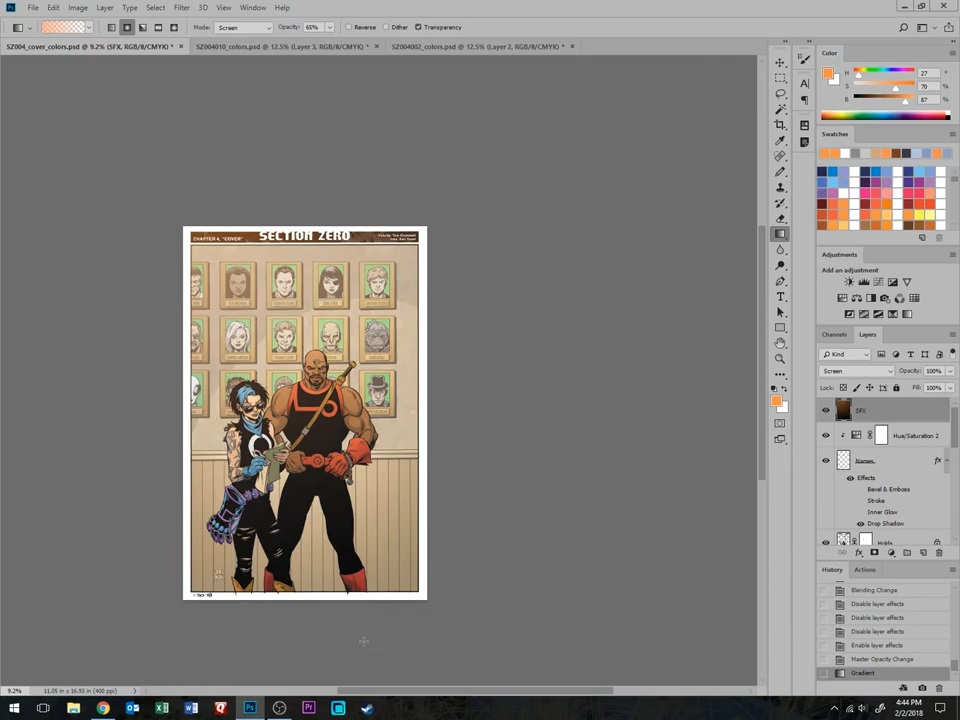 File Edit Image Layer Type Select Filter 3D View Window Help
Mode: Screen Opacity: 65% Reverse Dither Transparency
SZ004_cover_colors.psd @ 9.2% (SFX, RGB/8/CMYK) * × SZ004010_colors.psd @ 12.5% (Layer 3, RGB/8/CMYK) * × SZ004002_colors.psd @ 12.5% (Layer 2, RGB/8/CMYK) * ×
Color
H 27 °
S 70 %
B 87 %
Swatches
Adjustments
Add an adjustment
Channels Layers
Kind
Screen Opacity: 100%
Lock: Fill: 100%
SFX
Hue/Saturation 2
Names fx
Effects
Bevel & Emboss
Stroke
Inner Glow
Drop Shadow
Holds
History Actions
Blending Change
Disable layer effects
Disable layer effects
Disable layer effects
Enable layer effects
Master Opacity Change
Gradient
CHAPTER 4, "COVER" SECTION ZERO
9.2% 11.05 in x 16.93 in (400 ppi)
4:44 PM
2/2/2018